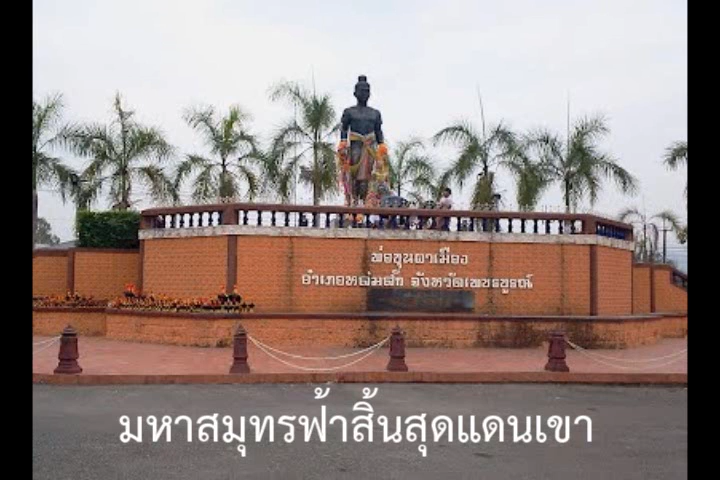 พ่อขุนผาเมือง
อำเภอหล่มสัก จังหวัดเพชรบูรณ์
มหาสมุทรฟ้าสิ้นสุดแดนเขา